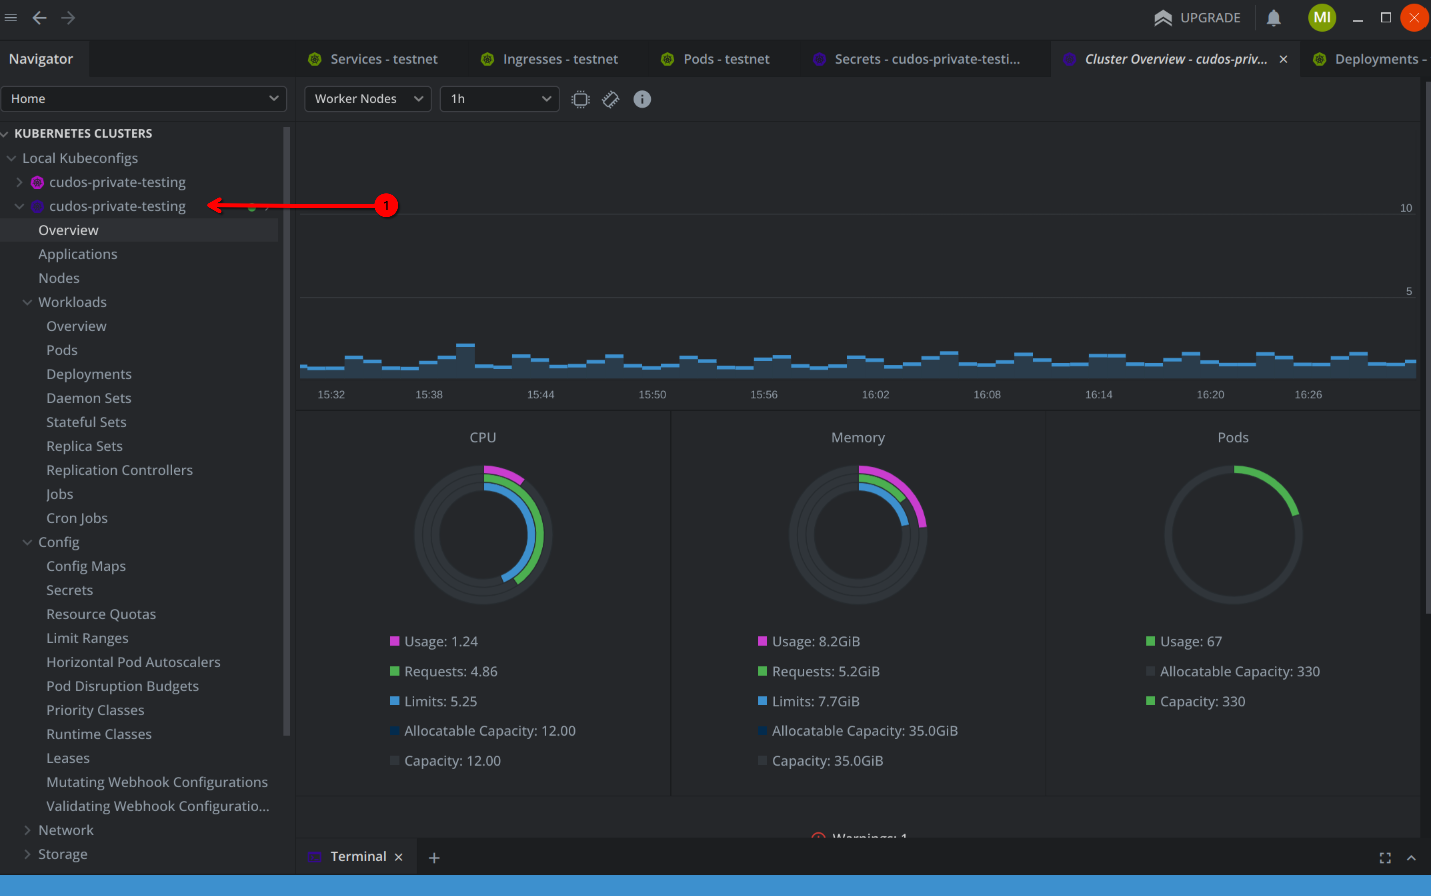 UPGRADE
MI
Navigator
Services - testnet
Ingresses - testnet
Pods - testnet
Secrets - cudos-private-testi...
Cluster Overview - cudos-priv...
Deployments -
Home
Worker Nodes
1h
KUBERNETES CLUSTERS
Local Kubeconfigs
cudos-private-testing
cudos-private-testing
1
Overview
Applications
Nodes
Workloads
Overview
Pods
Deployments
Daemon Sets
Stateful Sets
Replica Sets
Replication Controllers
Jobs
Cron Jobs
Config
Config Maps
Secrets
Resource Quotas
Limit Ranges
Horizontal Pod Autoscalers
Pod Disruption Budgets
Priority Classes
Runtime Classes
Leases
Mutating Webhook Configurations
Validating Webhook Configuratio...
Network
Storage
10
5
15:32 15:38 15:44 15:50 15:56 16:02 16:08 16:14 16:20 16:26
CPU
Usage: 1.24
Requests: 4.86
Limits: 5.25
Allocatable Capacity: 12.00
Capacity: 12.00
Memory
Usage: 8.2GiB
Requests: 5.2GiB
Limits: 7.7GiB
Allocatable Capacity: 35.0GiB
Capacity: 35.0GiB
Pods
Usage: 67
Allocatable Capacity: 330
Capacity: 330
Warnings: 1
Terminal